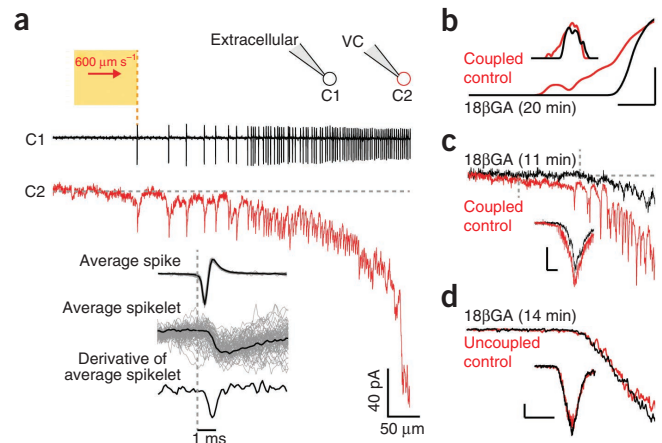 a
600 μm s⁻¹
Extracellular
VC
C1
C2
C1
C2
Average spike
Average spikelet
Derivative of
average spikelet
1 ms
40 pA
50 μm
b
Coupled
control
18βGA (20 min)
c
18βGA (11 min)
Coupled
control
d
18βGA (14 min)
Uncoupled
control